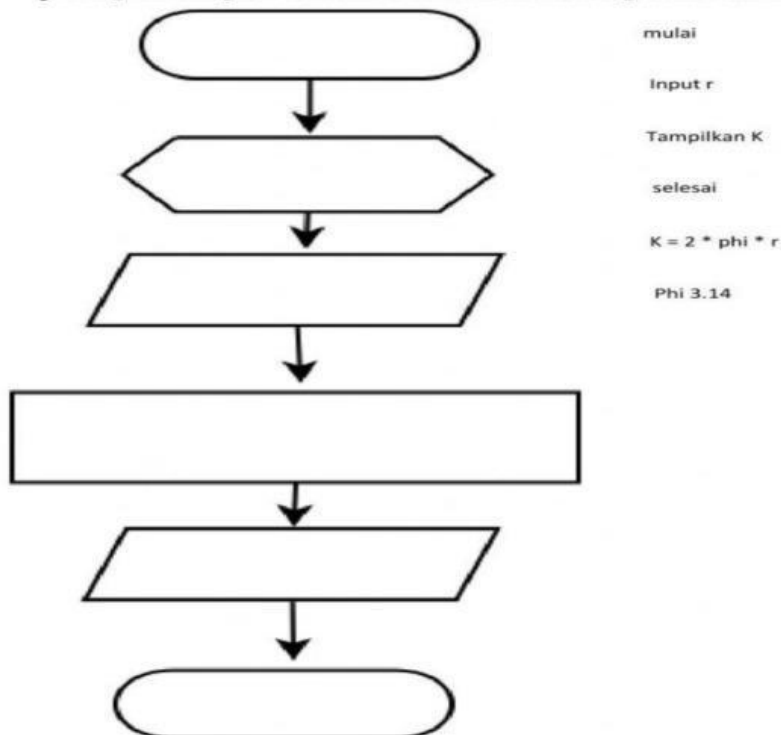 mulai
Input r
Tampilkan K
selesai
K = 2 * phi * r
Phi 3.14